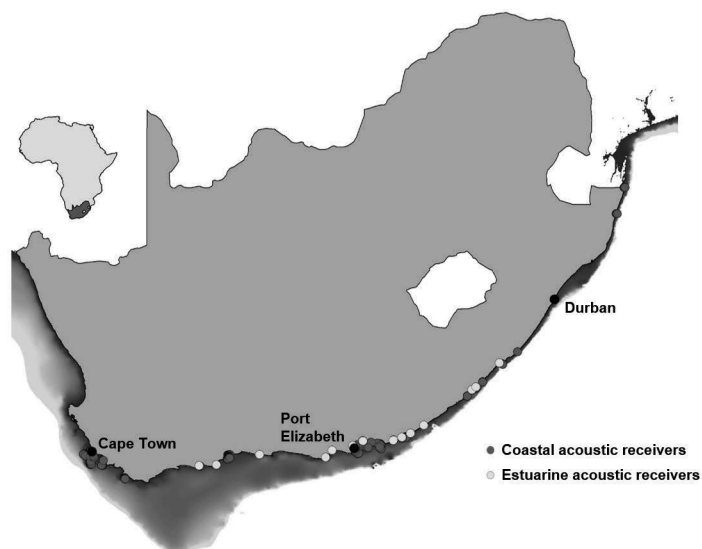 Durban
Port
Elizabeth
Cape Town
Coastal acoustic receivers
Estuarine acoustic receivers